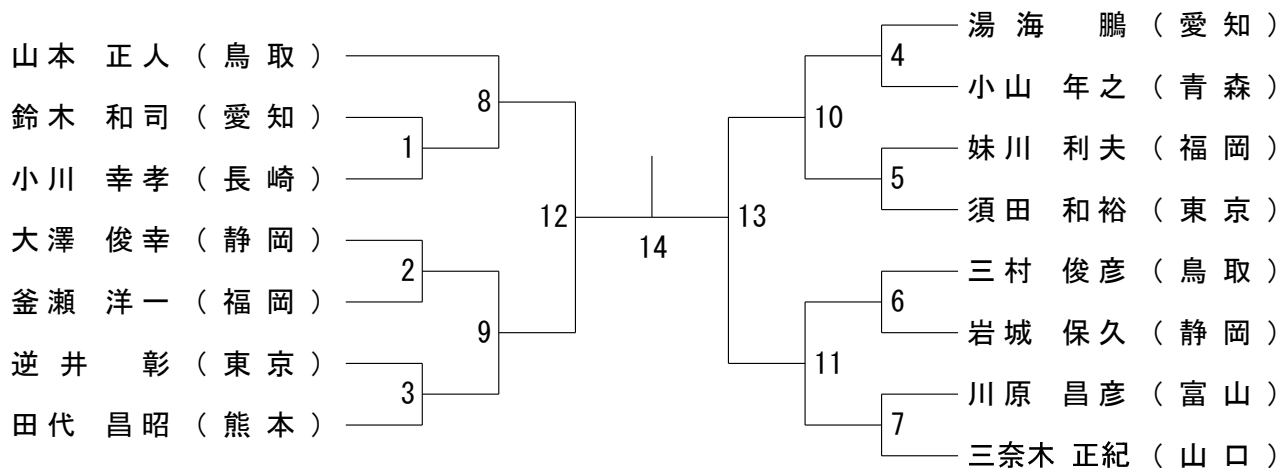 山本 正人 ( 鳥取 )
鈴木 和司 ( 愛知 )
小川 幸孝 ( 長崎 )
大澤 俊幸 ( 静岡 )
釜瀬 洋一 ( 福岡 )
逆井 彰 ( 東京 )
田代 昌昭 ( 熊本 )
8
1
2
9
3
12
14
13
10
11
4
5
6
7
湯海 鵬 ( 愛知 )
小山 年之 ( 青森 )
妹川 利夫 ( 福岡 )
須田 和裕 ( 東京 )
三村 俊彦 ( 鳥取 )
岩城 保久 ( 静岡 )
川原 昌彦 ( 富山 )
三奈木 正紀 ( 山口 )